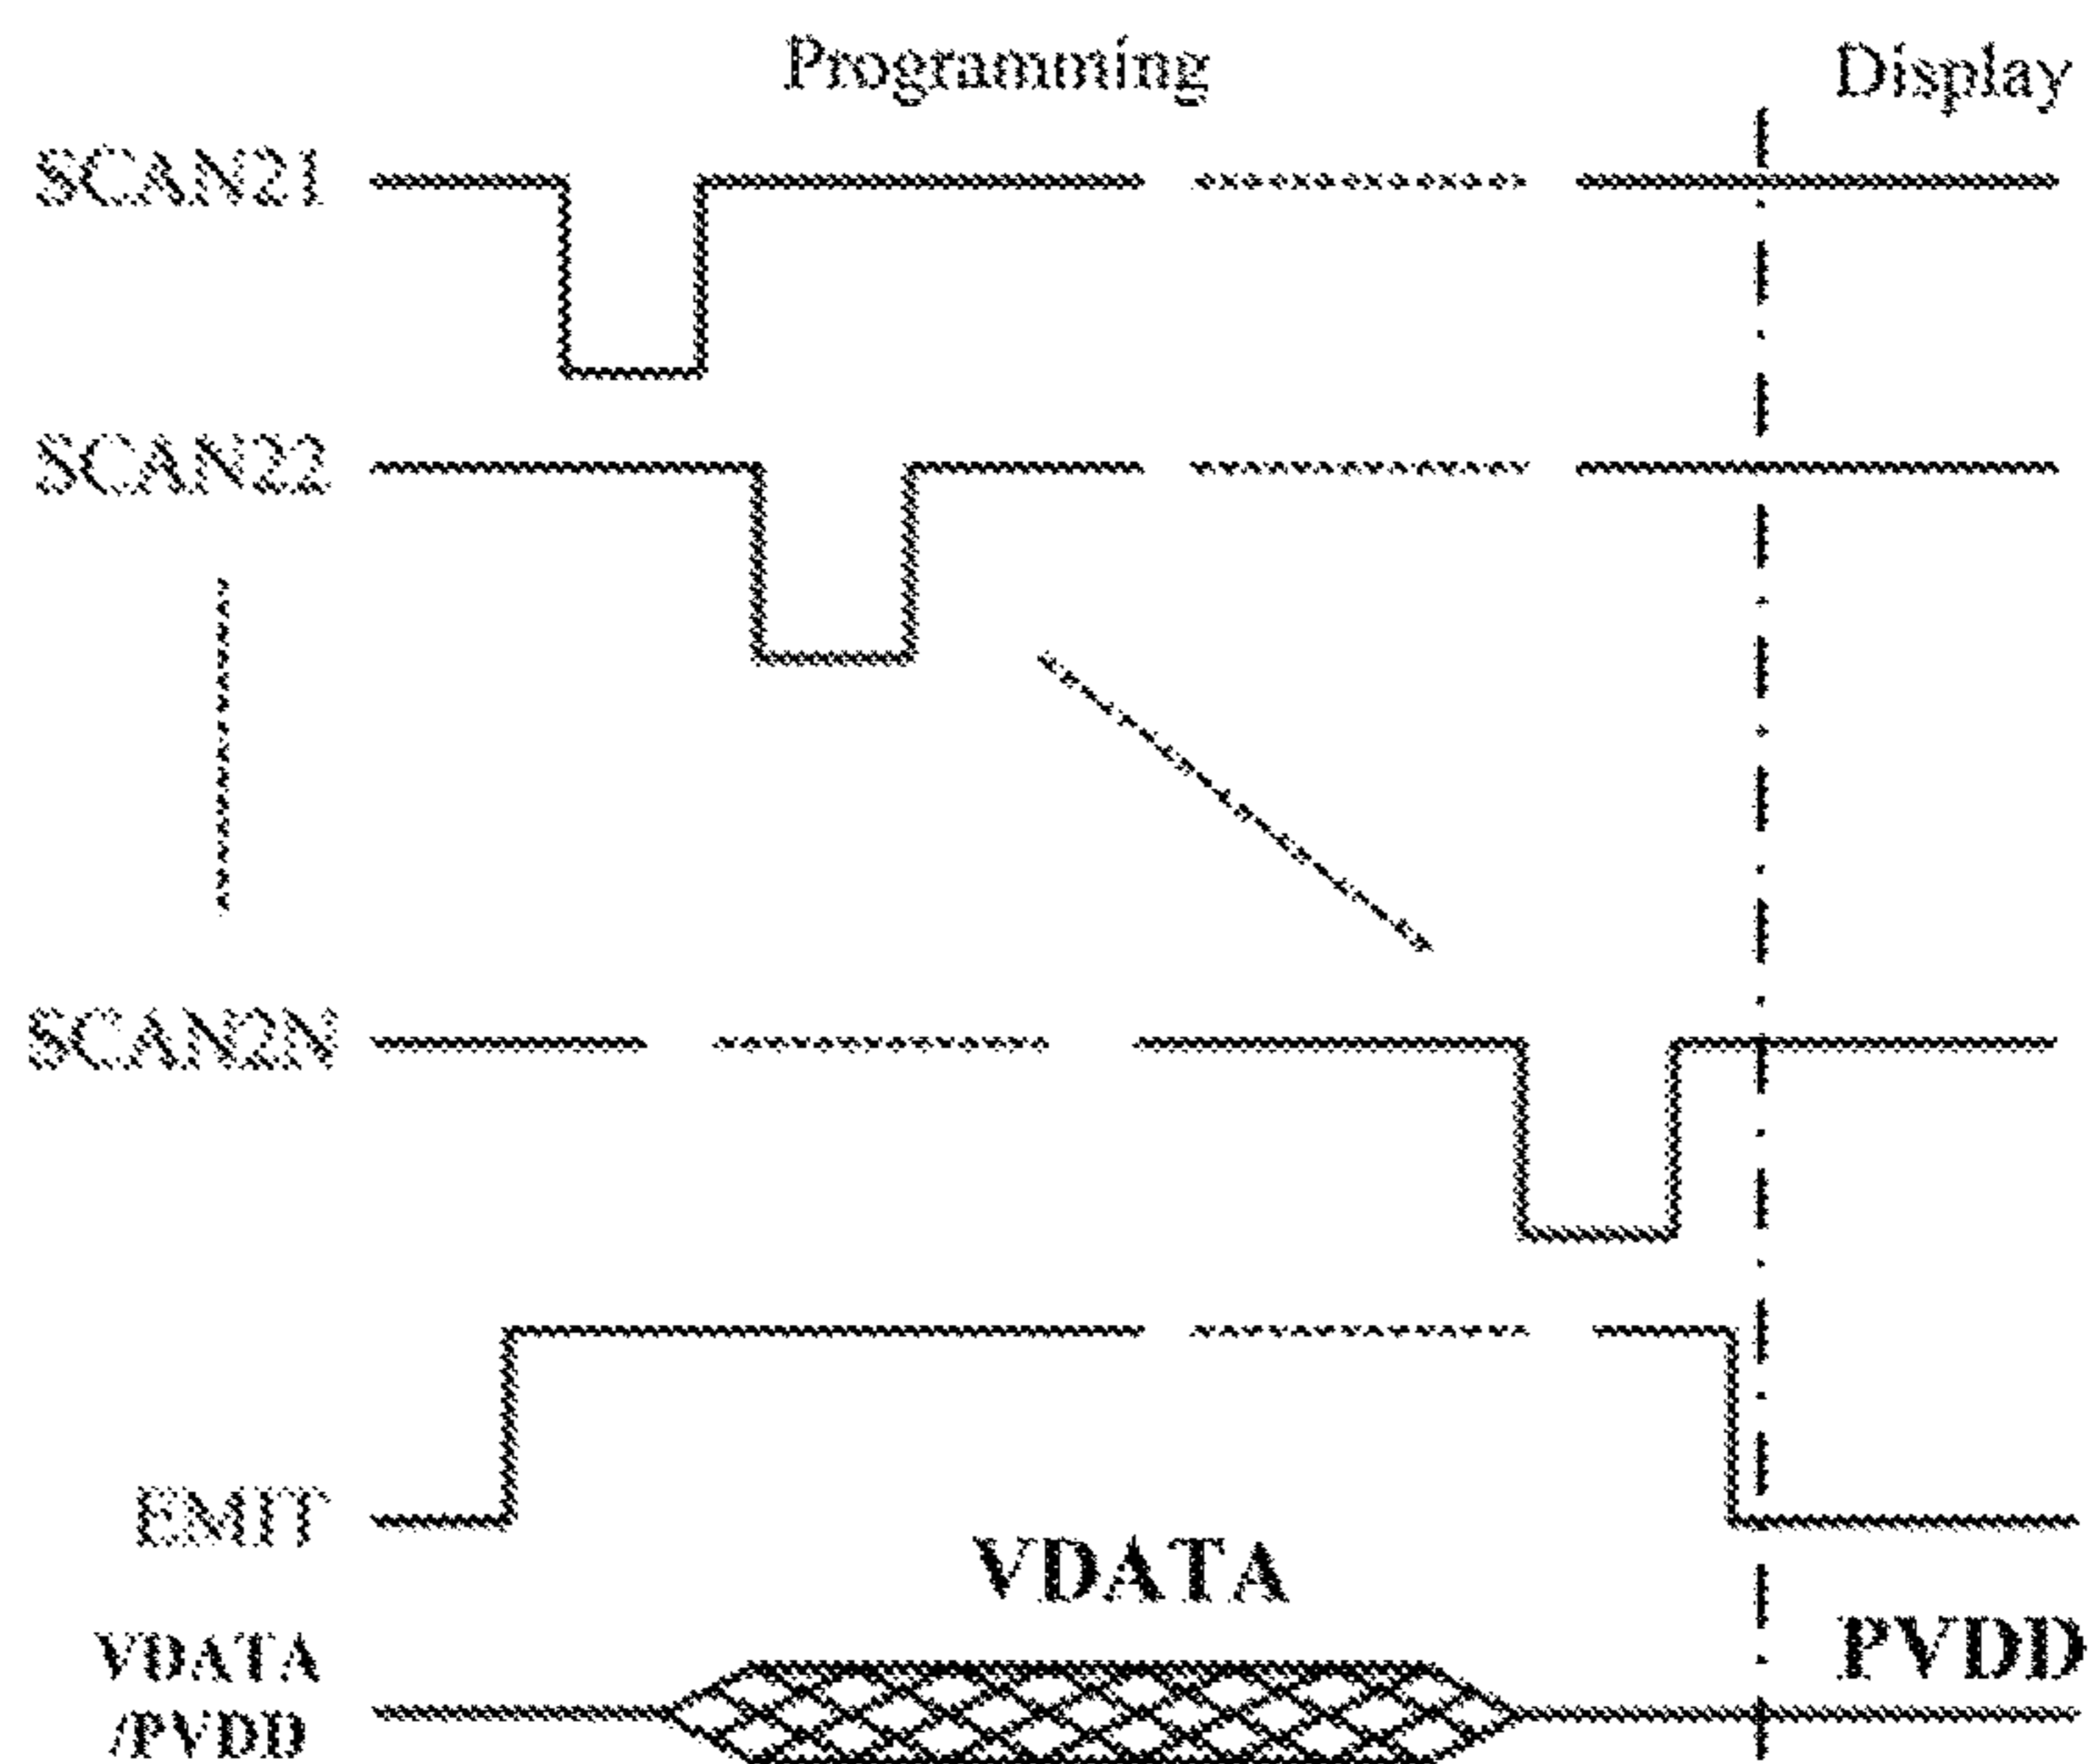 Programming
Display
SCAN21
SCAN22
SCAN2N
EMIT
VDATA
VDATA
/PVDD
PVDD